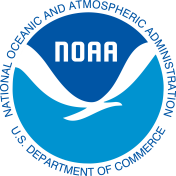 NATIONAL OCEANIC AND ATMOSPHERIC ADMINISTRATION
NOAA
U.S. DEPARTMENT OF COMMERCE